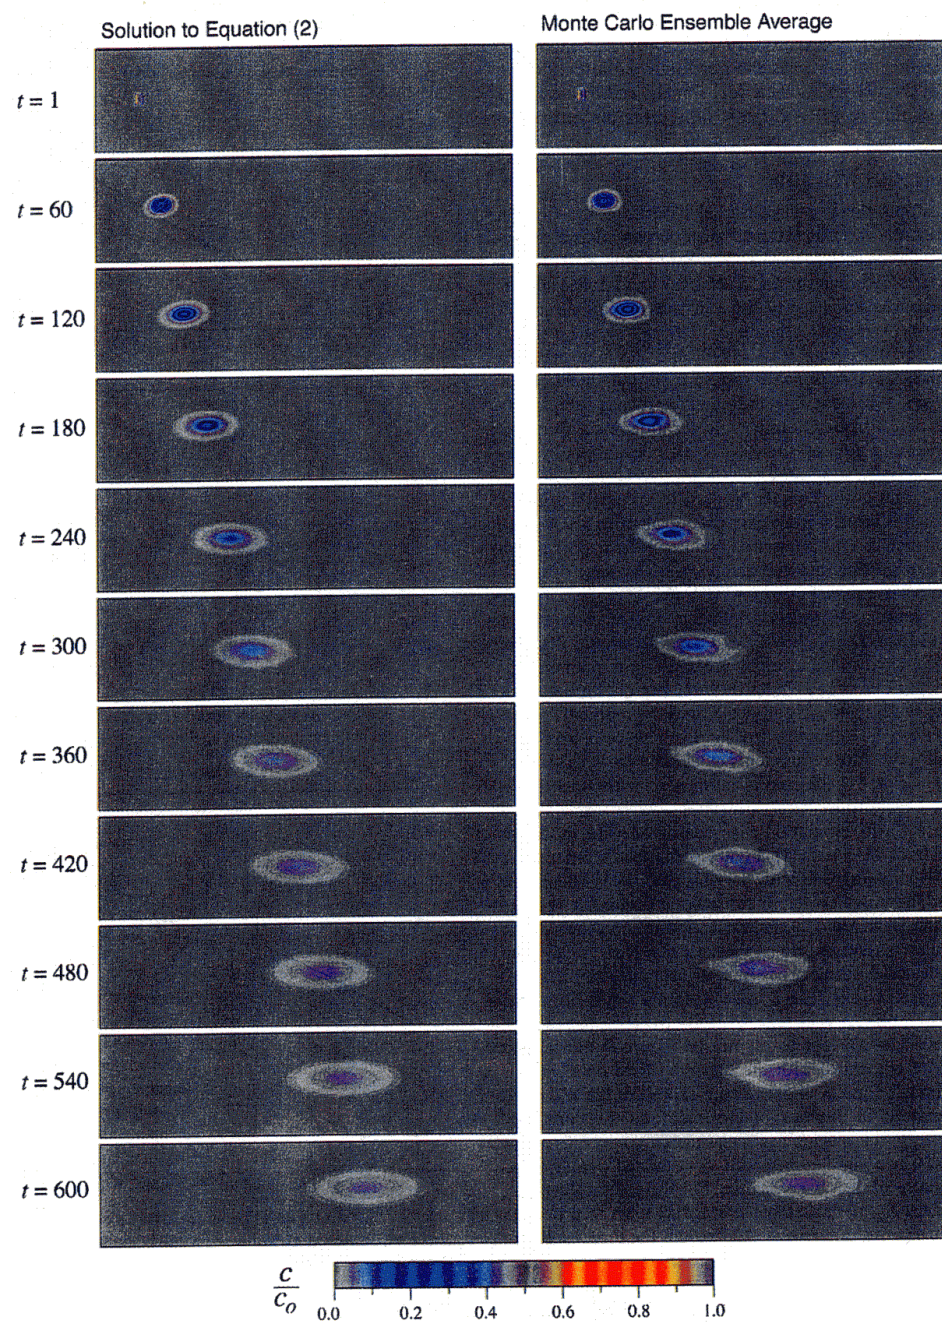 Solution to Equation (2)
Monte Carlo Ensemble Average
t = 1
t = 60
t = 120
t = 180
t = 240
t = 300
t = 360
t = 420
t = 480
t = 540
t = 600
c
c_o
0.0 0.2 0.4 0.6 0.8 1.0